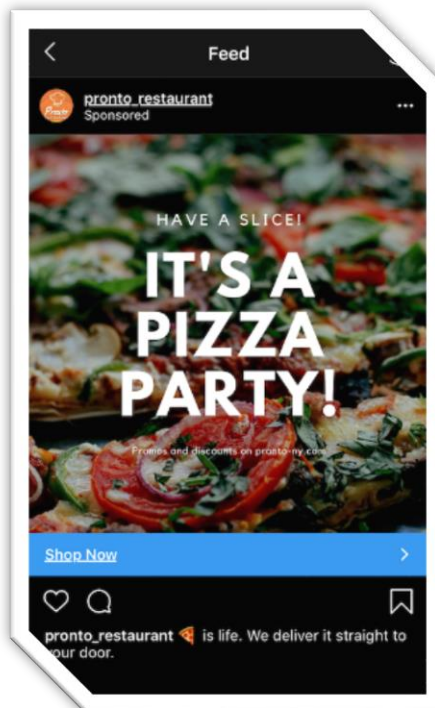 Feed
pronto_restaurant
Sponsored
Pronto
HAVE A SLICE!
IT'S A
PIZZA
PARTY!
Promos and discounts on pronto-ny.com
Shop Now
pronto_restaurant 🍕 is life. We deliver it straight to
your door.